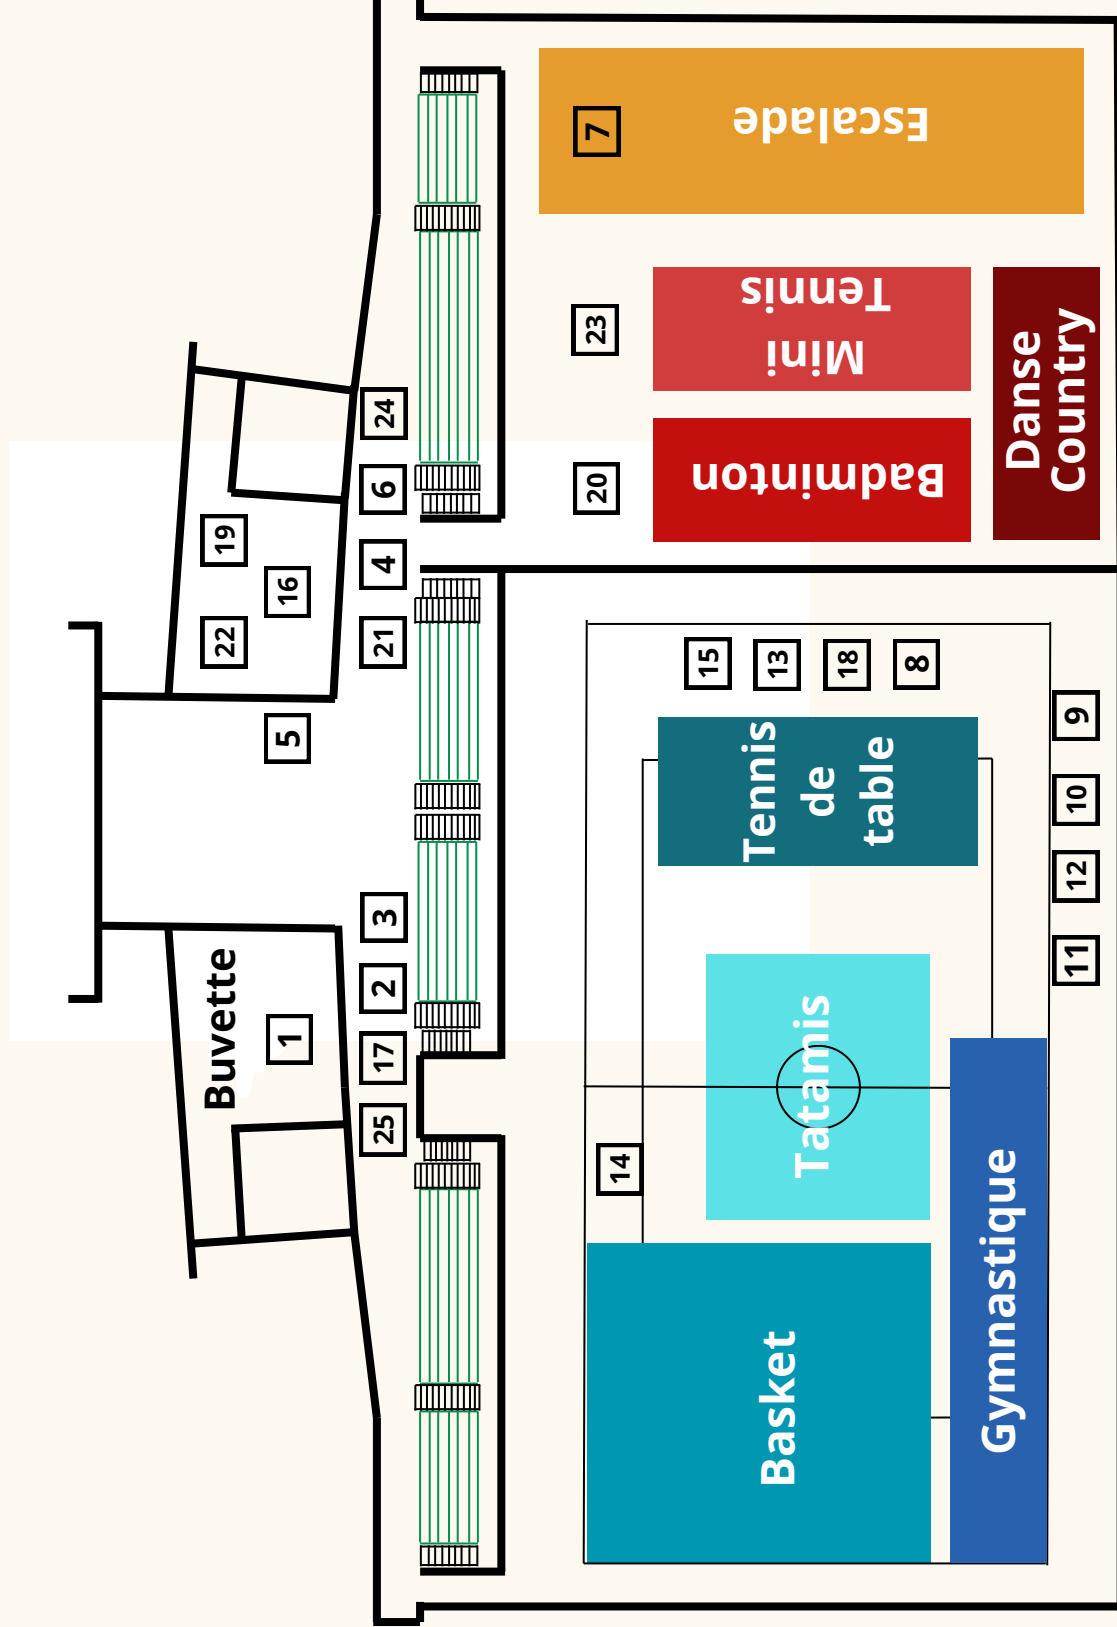 Escalade
7
Mini
Tennis
23
Danse
Country
Badminton
20
24
6
4
21
19
16
22
5
3
2
17
25
Buvette
1
15
13
18
8
9
10
12
11
Tennis
de
table
Tatamis
14
Basket
Gymnastique